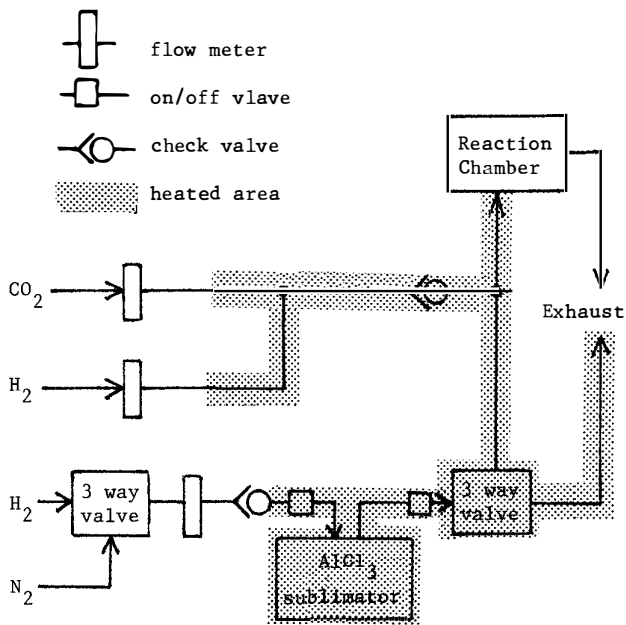 flow meter
on/off vlave
check valve
heated area
Reaction
Chamber
CO2
Exhaust
H2
H2
3 way
valve
3 way
valve
N2
AlCl3
sublimator